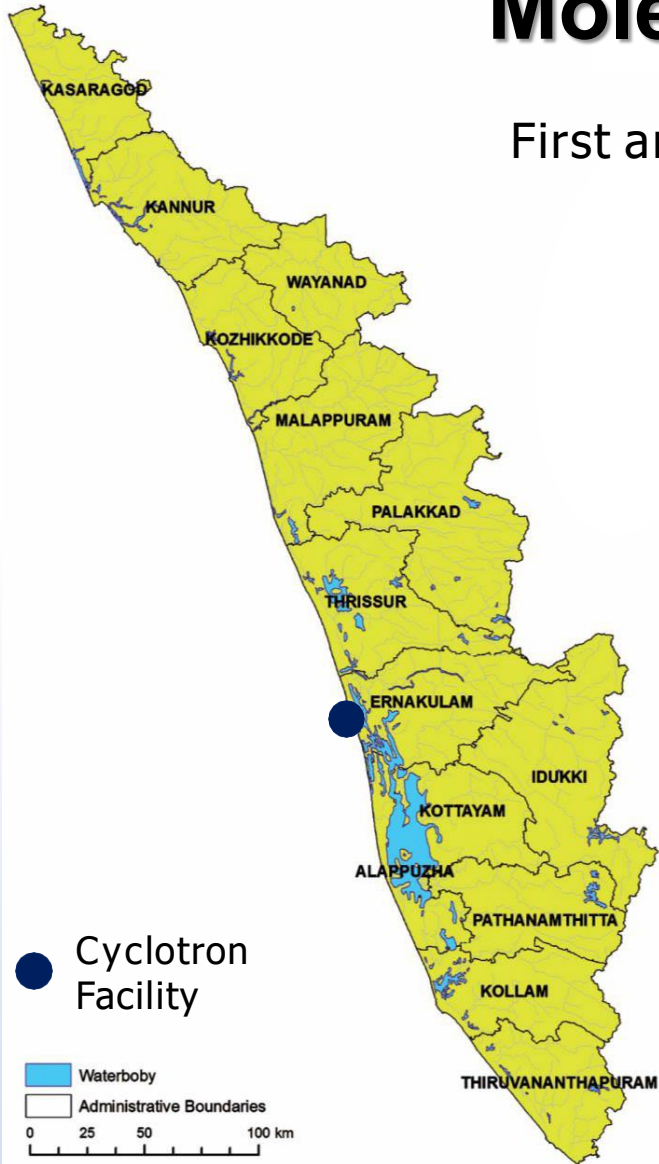 Mole
First ar
KASARAGOD
KANNUR
WAYANAD
KOZHIKKODE
MALAPPURAM
PALAKKAD
THRISSUR
ERNAKULAM
IDUKKI
KOTTAYAM
ALAPPUZHA
PATHANAMTHITTA
KOLLAM
THIRUVANANTHAPURAM
Cyclotron
Facility
Waterboby
Administrative Boundaries
0 25 50 100 km